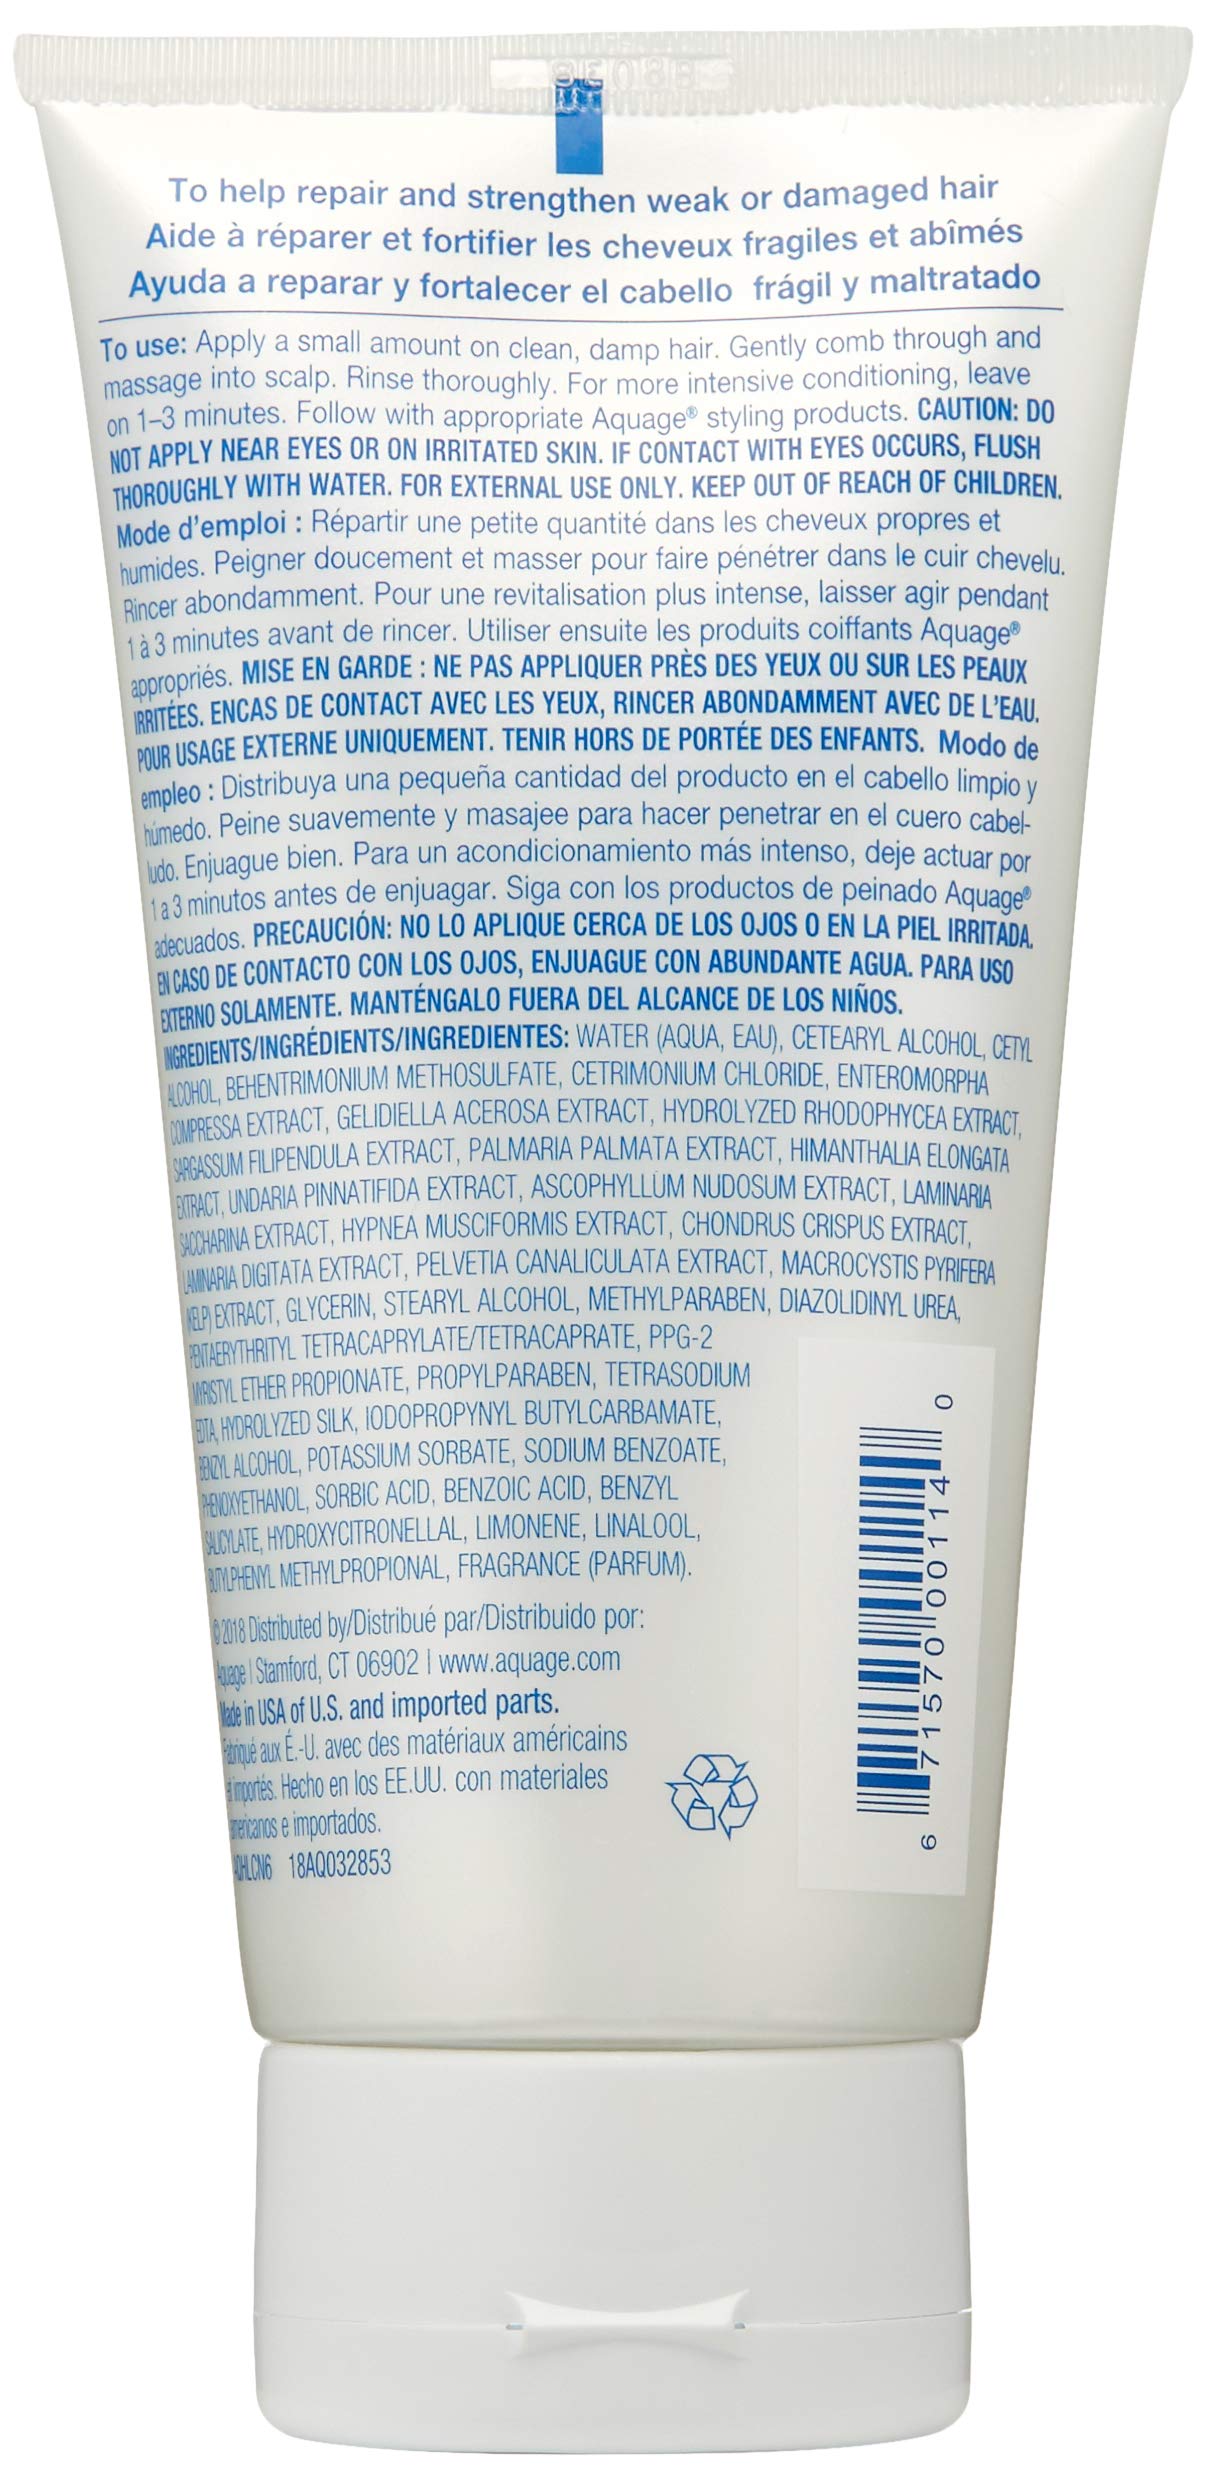 To help repair and strengthen weak or damaged hair
Aide à réparer et fortifier les cheveux fragiles et abîmés
Ayuda a reparar y fortalecer el cabello frágil y maltratado
To use: Apply a small amount on clean, damp hair. Gently comb through and
massage into scalp. Rinse thoroughly. For more intensive conditioning, leave
on 1–3 minutes. Follow with appropriate Aquage® styling products. CAUTION: DO
NOT APPLY NEAR EYES OR ON IRRITATED SKIN. IF CONTACT WITH EYES OCCURS, FLUSH
THOROUGHLY WITH WATER. FOR EXTERNAL USE ONLY. KEEP OUT OF REACH OF CHILDREN.
Mode d'emploi : Répartir une petite quantité dans les cheveux propres et
humides. Peigner doucement et masser pour faire pénétrer dans le cuir chevelu.
Rincer abondamment. Pour une revitalisation plus intense, laisser agir pendant
1 à 3 minutes avant de rincer. Utiliser ensuite les produits coiffants Aquage®
appropriés. MISE EN GARDE : NE PAS APPLIQUER PRÈS DES YEUX OU SUR LES PEAUX
IRRITÉES. ENCAS DE CONTACT AVEC LES YEUX, RINCER ABONDAMMENT AVEC DE L'EAU.
POUR USAGE EXTERNE UNIQUEMENT. TENIR HORS DE PORTÉE DES ENFANTS. Modo de
empleo : Distribuya una pequeña cantidad del producto en el cabello limpio y
húmedo. Peine suavemente y masajee para hacer penetrar en el cuero cabel-
ludo. Enjuague bien. Para un acondicionamiento más intenso, deje actuar por
1 a 3 minutos antes de enjuagar. Siga con los productos de peinado Aquage®
adecuados. PRECAUCIÓN: NO LO APLIQUE CERCA DE LOS OJOS O EN LA PIEL IRRITADA.
EN CASO DE CONTACTO CON LOS OJOS, ENJUAGUE CON ABUNDANTE AGUA. PARA USO
EXTERNO SOLAMENTE. MANTÉNGALO FUERA DEL ALCANCE DE LOS NIÑOS.
INGREDIENTS/INGRÉDIENTS/INGREDIENTES: WATER (AQUA, EAU), CETEARYL ALCOHOL, CETYL
ALCOHOL, BEHENTRIMONIUM METHOSULFATE, CETRIMONIUM CHLORIDE, ENTEROMORPHA
COMPRESSA EXTRACT, GELIDIELLA ACEROSA EXTRACT, HYDROLYZED RHODOPHYCEA EXTRACT,
SARGASSUM FILIPENDULA EXTRACT, PALMARIA PALMATA EXTRACT, HIMANTHALIA ELONGATA
EXTRACT, UNDARIA PINNATIFIDA EXTRACT, ASCOPHYLLUM NUDOSUM EXTRACT, LAMINARIA
SACCHARINA EXTRACT, HYPNEA MUSCIFORMIS EXTRACT, CHONDRUS CRISPUS EXTRACT,
LAMINARIA DIGITATA EXTRACT, PELVETIA CANALICULATA EXTRACT, MACROCYSTIS PYRIFERA
(KELP) EXTRACT, GLYCERIN, STEARYL ALCOHOL, METHYLPARABEN, DIAZOLIDINYL UREA,
PENTAERYTHRITYL TETRACAPRYLATE/TETRACAPRATE, PPG-2
MYRISTYL ETHER PROPIONATE, PROPYLPARABEN, TETRASODIUM
EDTA, HYDROLYZED SILK, IODOPROPYNYL BUTYLCARBAMATE,
BENZYL ALCOHOL, POTASSIUM SORBATE, SODIUM BENZOATE,
PHENOXYETHANOL, SORBIC ACID, BENZOIC ACID, BENZYL
SALICYLATE, HYDROXYCITRONELLAL, LIMONENE, LINALOOL,
BUTYLPHENYL METHYLPROPIONAL, FRAGRANCE (PARFUM).
© 2018 Distributed by/Distribué par/Distribuido por:
Aquage | Stamford, CT 06902 | www.aquage.com
Made in USA of U.S. and imported parts.
Fabriqué aux É.-U. avec des matériaux américains
et importés. Hecho en los EE.UU. con materiales
americanos e importados.
AQHLCN6 18AQ032853
6 71570 00114 0